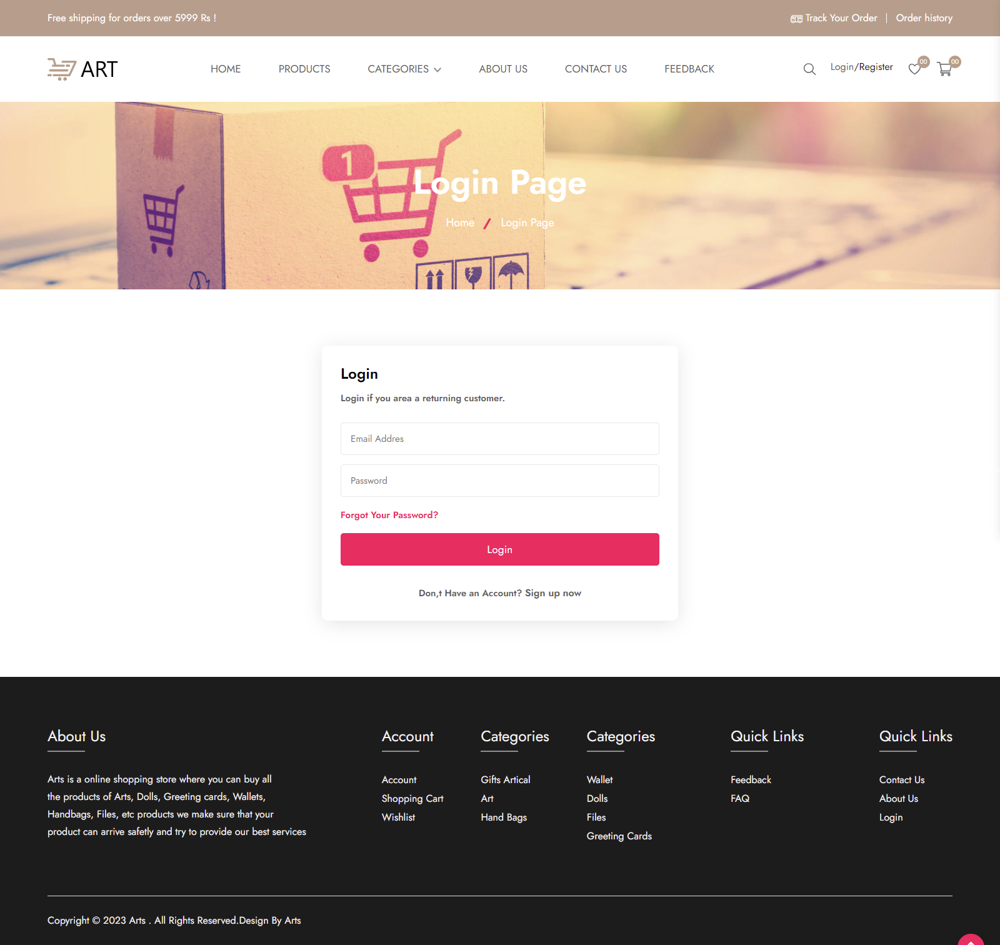 Free shipping for orders over 5999 Rs !
Track Your Order
Order history
ART
HOME
PRODUCTS
CATEGORIES
ABOUT US
CONTACT US
FEEDBACK
Login/Register
00
00
1
Login Page
Home
Login Page
Login
Login if you area a returning customer.
Email Addres
Password
Forgot Your Password?
Login
Don,t Have an Account? Sign up now
About Us
Arts is a online shopping store where you can buy all
the products of Arts, Dolls, Greeting cards, Wallets,
Handbags, Files, etc products we make sure that your
product can arrive safetly and try to provide our best services
Account
Account
Shopping Cart
Wishlist
Categories
Gifts Artical
Art
Hand Bags
Categories
Wallet
Dolls
Files
Greeting Cards
Quick Links
Feedback
FAQ
Quick Links
Contact Us
About Us
Login
Copyright © 2023 Arts . All Rights Reserved.Design By Arts